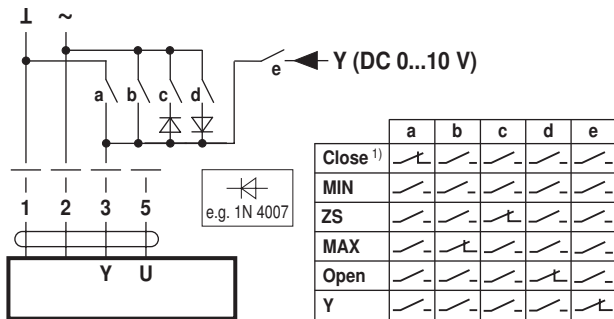 ⊥ ~
e
Y (DC 0...10 V)
a b c d
1 2 3 5
e.g. 1N 4007
Y U
a b c d e
Close 1)
MIN
ZS
MAX
Open
Y